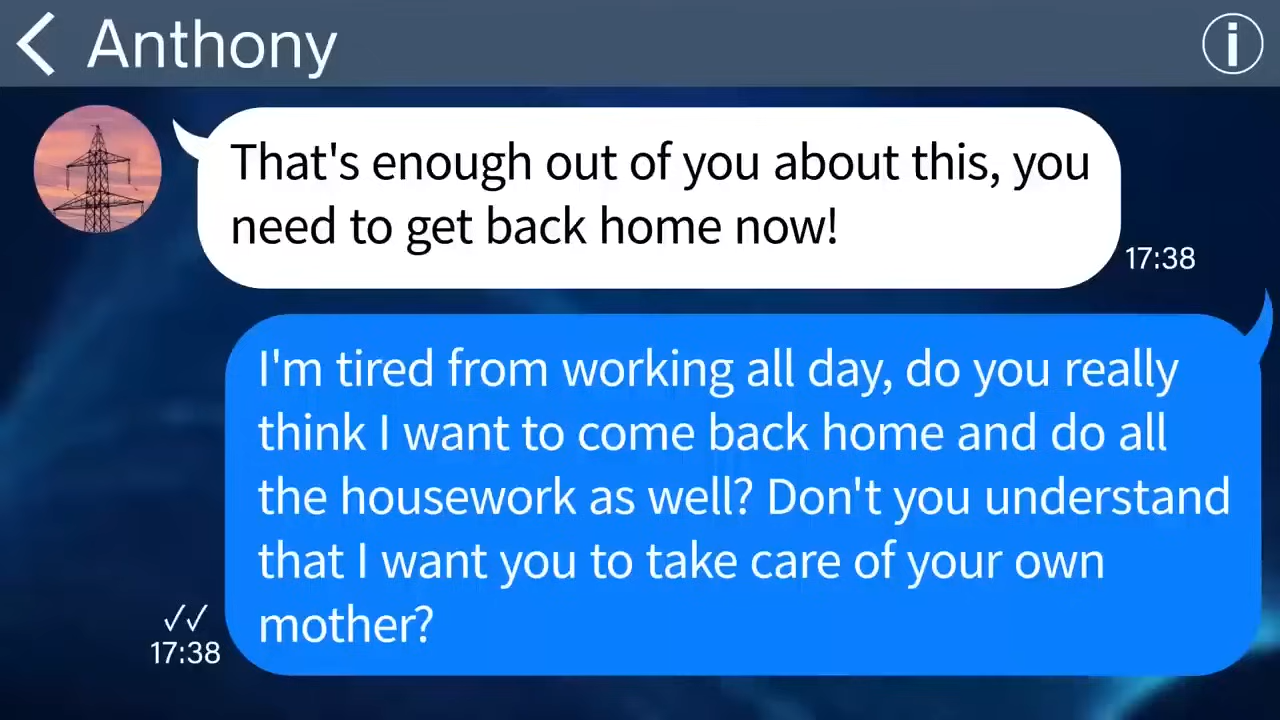 Anthony
That's enough out of you about this, you
need to get back home now!
17:38
I'm tired from working all day, do you really
think I want to come back home and do all
the housework as well? Don't you understand
that I want you to take care of your own
mother?
17:38